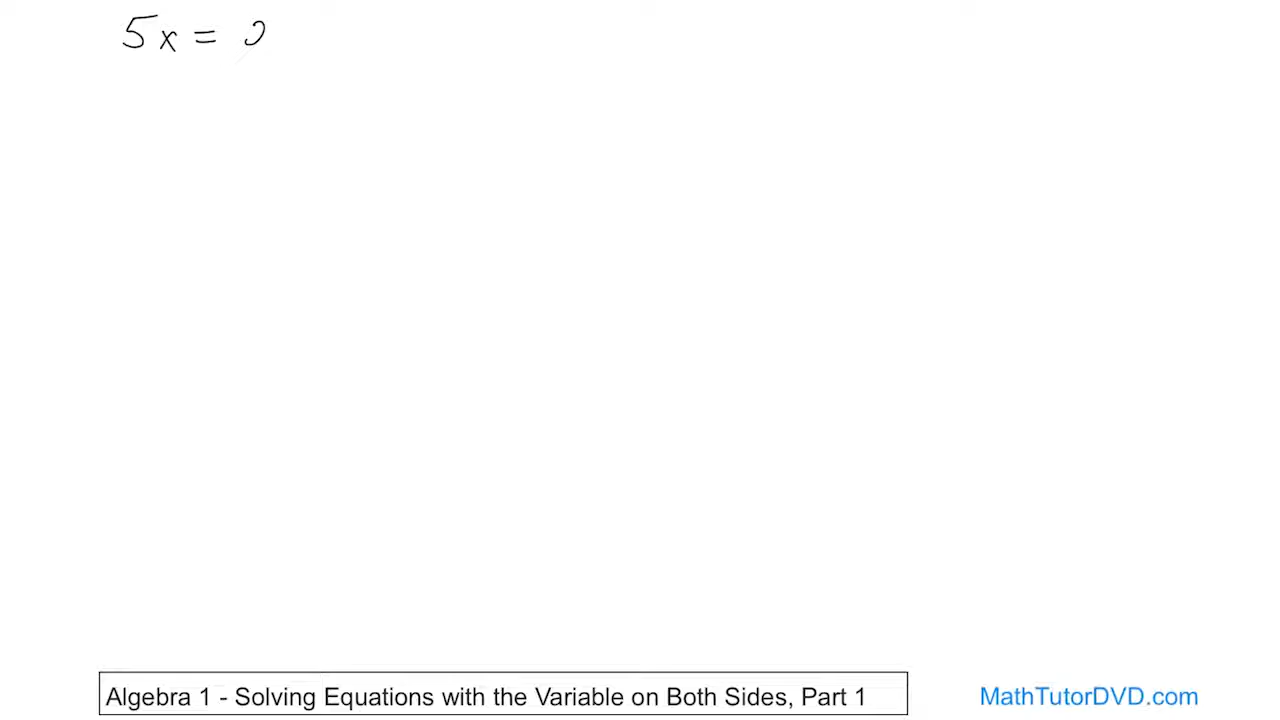 5x =
Algebra 1 - Solving Equations with the Variable on Both Sides, Part 1
MathTutorDVD.com